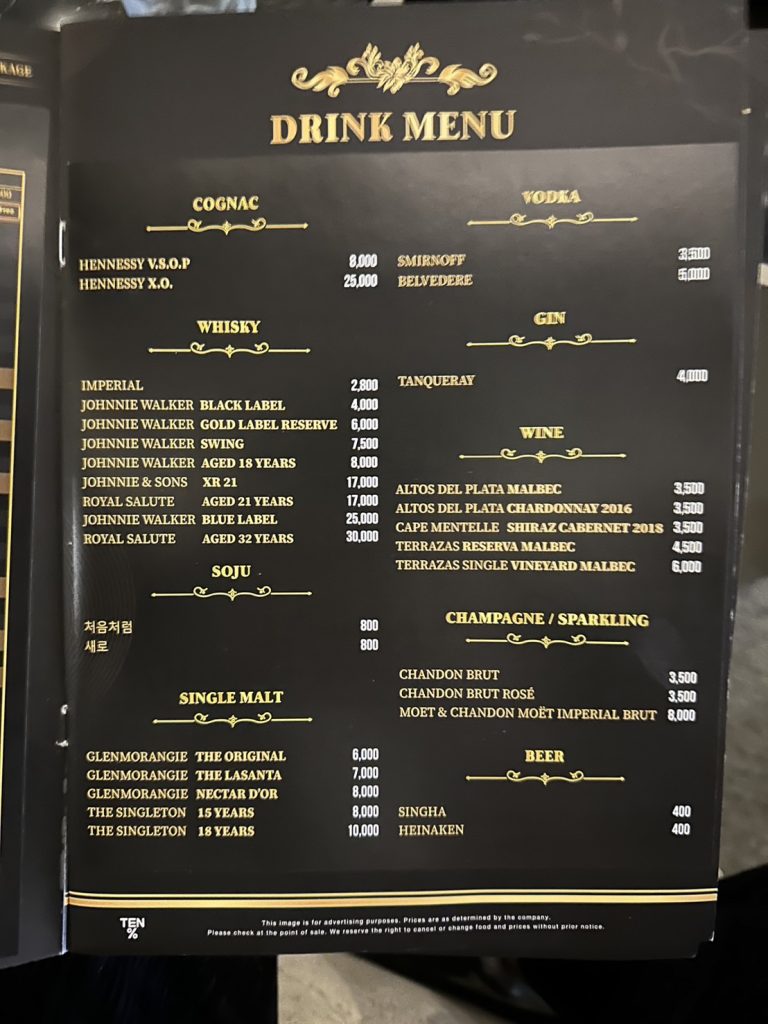 KAGE
DRINK MENU
COGNAC
HENNESSY V.S.O.P 8,000
HENNESSY X.O. 25,000
WHISKY
IMPERIAL 2,800
JOHNNIE WALKER BLACK LABEL 4,000
JOHNNIE WALKER GOLD LABEL RESERVE 6,000
JOHNNIE WALKER SWING 7,500
JOHNNIE WALKER AGED 18 YEARS 8,000
JOHNNIE & SONS XR 21 17,000
ROYAL SALUTE AGED 21 YEARS 17,000
JOHNNIE WALKER BLUE LABEL 25,000
ROYAL SALUTE AGED 32 YEARS 30,000
SOJU
처음처럼 800
새로 800
SINGLE MALT
GLENMORANGIE THE ORIGINAL 6,000
GLENMORANGIE THE LASANTA 7,000
GLENMORANGIE NECTAR D'OR 8,000
THE SINGLETON 15 YEARS 8,000
THE SINGLETON 18 YEARS 10,000
VODKA
SMIRNOFF 3,500
BELVEDERE 5,000
GIN
TANQUERAY 4,000
WINE
ALTOS DEL PLATA MALBEC 3,500
ALTOS DEL PLATA CHARDONNAY 2016 3,500
CAPE MENTELLE SHIRAZ CABERNET 2018 3,500
TERRAZAS RESERVA MALBEC 4,500
TERRAZAS SINGLE VINEYARD MALBEC 6,000
CHAMPAGNE / SPARKLING
CHANDON BRUT 3,500
CHANDON BRUT ROSÉ 3,500
MOET & CHANDON MOËT IMPERIAL BRUT 8,000
BEER
SINGHA 400
HEINAKEN 400
TEN
%
This image is for advertising purposes. Prices are as determined by the company.
Please check at the point of sale. We reserve the right to cancel or change food and prices without prior notice.